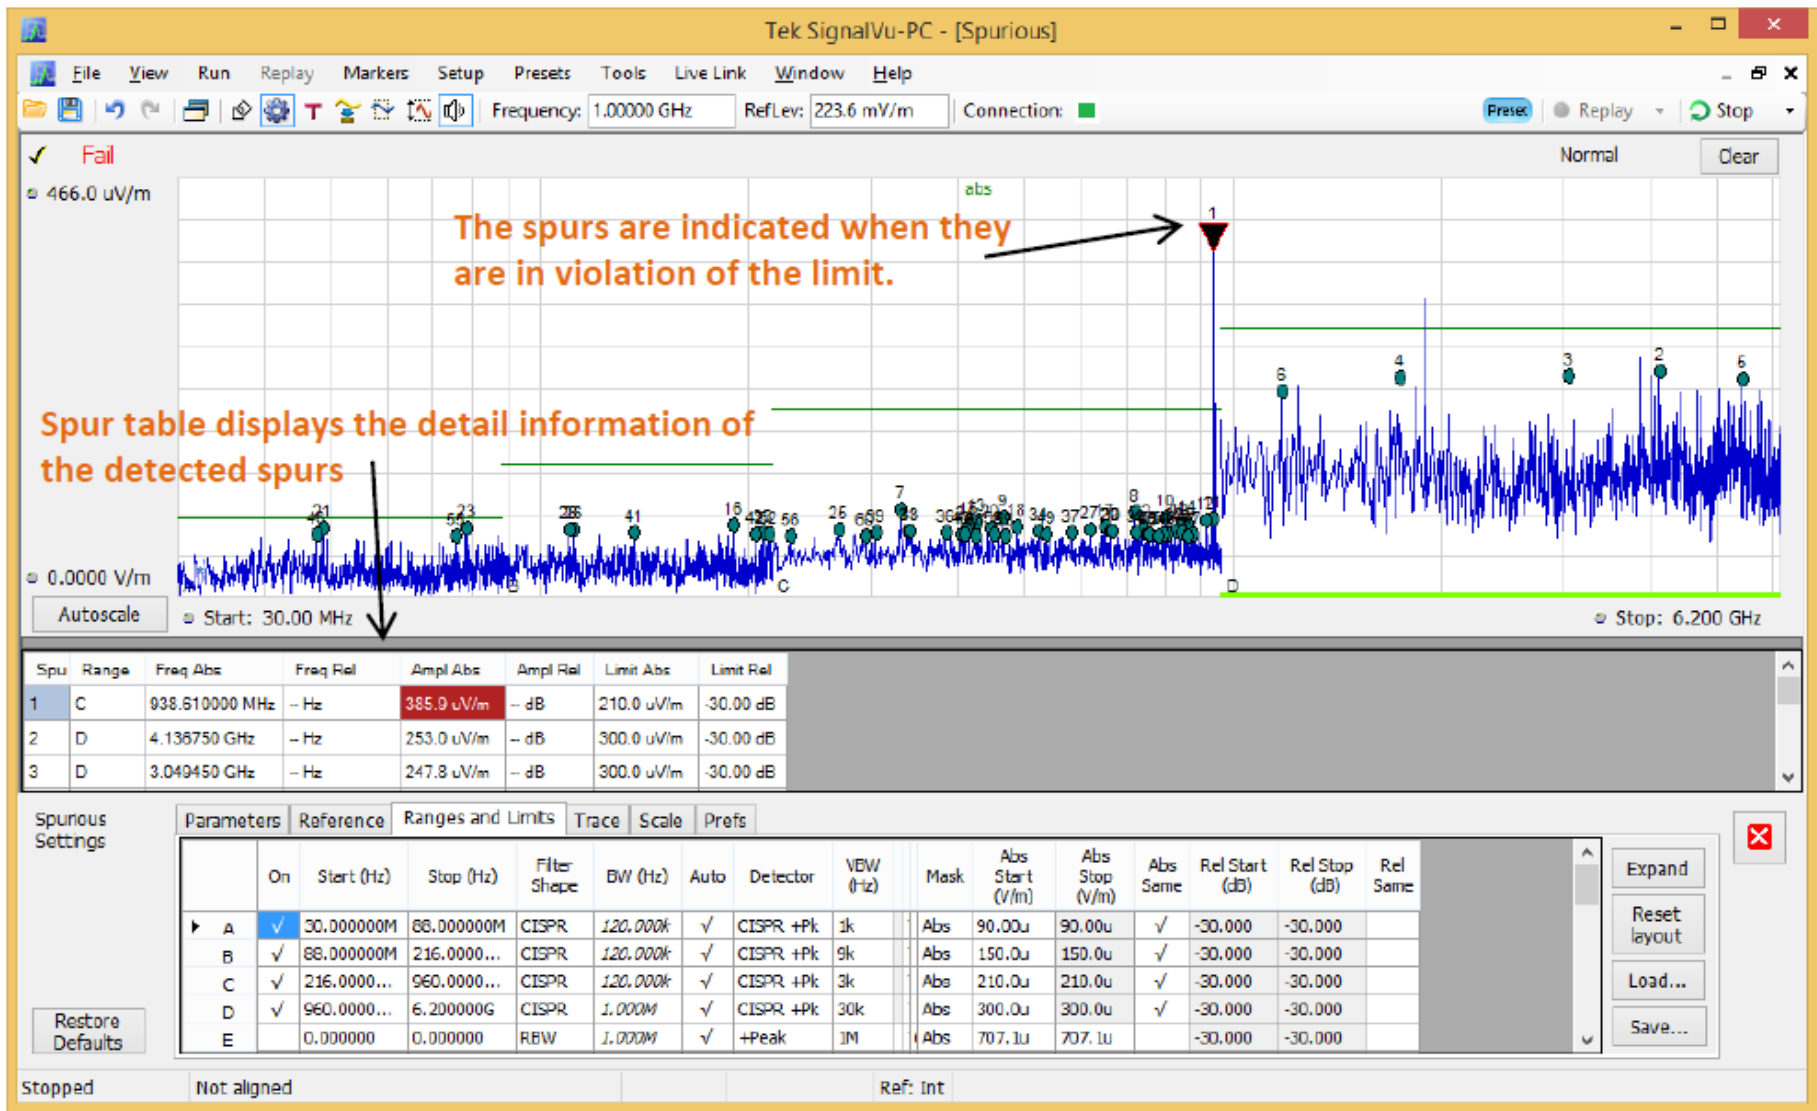 Tek SignalVu-PC - [Spurious]
File View Run Replay Markers Setup Presets Tools Live Link Window Help
Frequency: 1.00000 GHz RefLev: 223.6 mV/m Connection: Preset Replay Stop
Fail Normal Clear
466.0 uV/m
abs
The spurs are indicated when they
are in violation of the limit.
1
6 4 3 2 5
Spur table displays the detail information of
the detected spurs
21 23 41 16 56 7 8
B C D
0.0000 V/m
Autoscale Start: 30.00 MHz Stop: 6.200 GHz
Spu Range Freq Abs Freq Rel Ampl Abs Ampl Rel Limit Abs Limit Rel
1 C 938.610000 MHz -- Hz 385.9 uV/m -- dB 210.0 uV/m -30.00 dB
2 D 4.136750 GHz -- Hz 253.0 uV/m -- dB 300.0 uV/m -30.00 dB
3 D 3.049450 GHz -- Hz 247.8 uV/m -- dB 300.0 uV/m -30.00 dB
Spurious
Settings
Parameters Reference Ranges and Limits Trace Scale Prefs
On Start (Hz) Stop (Hz) Filter Shape BW (Hz) Auto Detector VBW (Hz) Mask Abs Start (V/m) Abs Stop (V/m) Abs Same Rel Start (dB) Rel Stop (dB) Rel Same
A √ 30.000000M 88.000000M CISPR 120.000k √ CISPR +Pk 1k Abs 90.00u 90.00u √ -30.000 -30.000
B √ 88.000000M 216.0000... CISPR 120.000k √ CISPR +Pk 9k Abs 150.0u 150.0u √ -30.000 -30.000
C √ 216.0000... 960.0000... CISPR 120.000k √ CISPR +Pk 3k Abs 210.0u 210.0u √ -30.000 -30.000
D √ 960.0000... 6.200000G CISPR 1.000M √ CISPR +Pk 30k Abs 300.0u 300.0u √ -30.000 -30.000
E 0.000000 0.000000 RBW 1.000M √ +Peak 1M Abs 707.1u 707.1u -30.000 -30.000
Expand
Reset
layout
Load...
Save...
Restore
Defaults
Stopped Not aligned Ref: Int